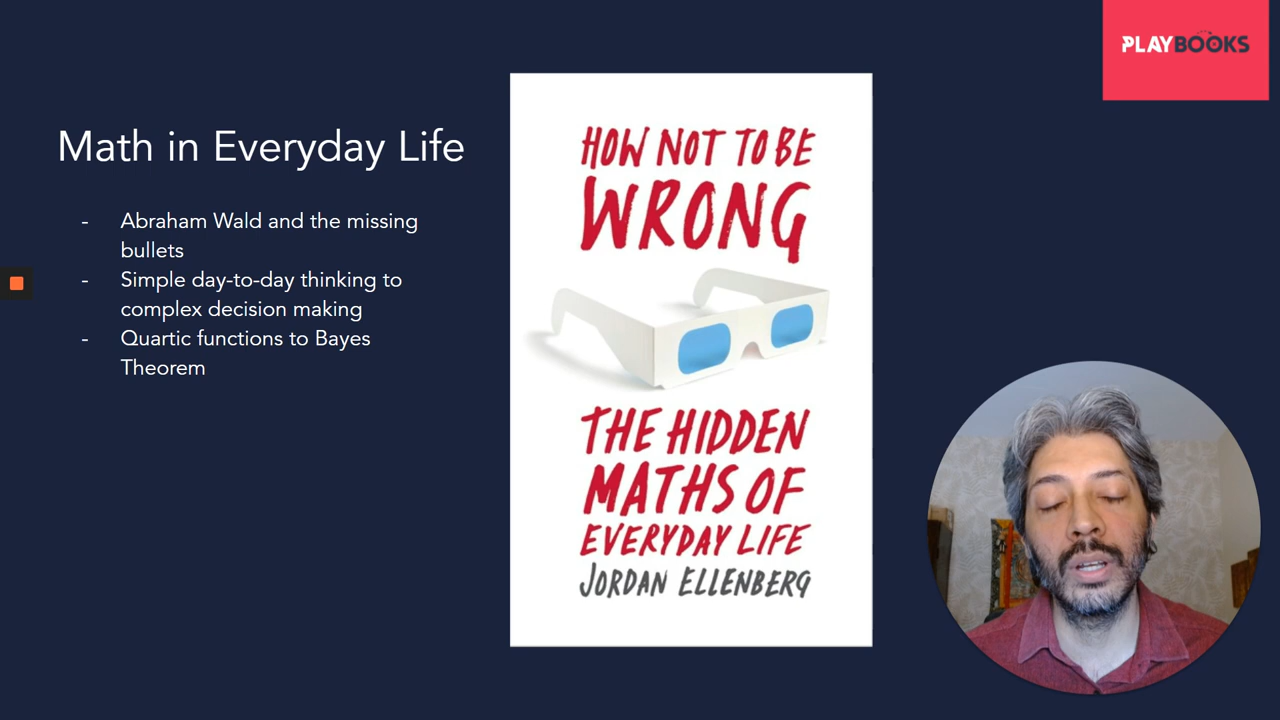 PLAYBOOKS
Math in Everyday Life
- Abraham Wald and the missing
bullets
- Simple day-to-day thinking to
complex decision making
- Quartic functions to Bayes
Theorem
HOW NOT TO BE
WRONG
THE HIDDEN
MATHS OF
EVERYDAY LIFE
JORDAN ELLENBERG